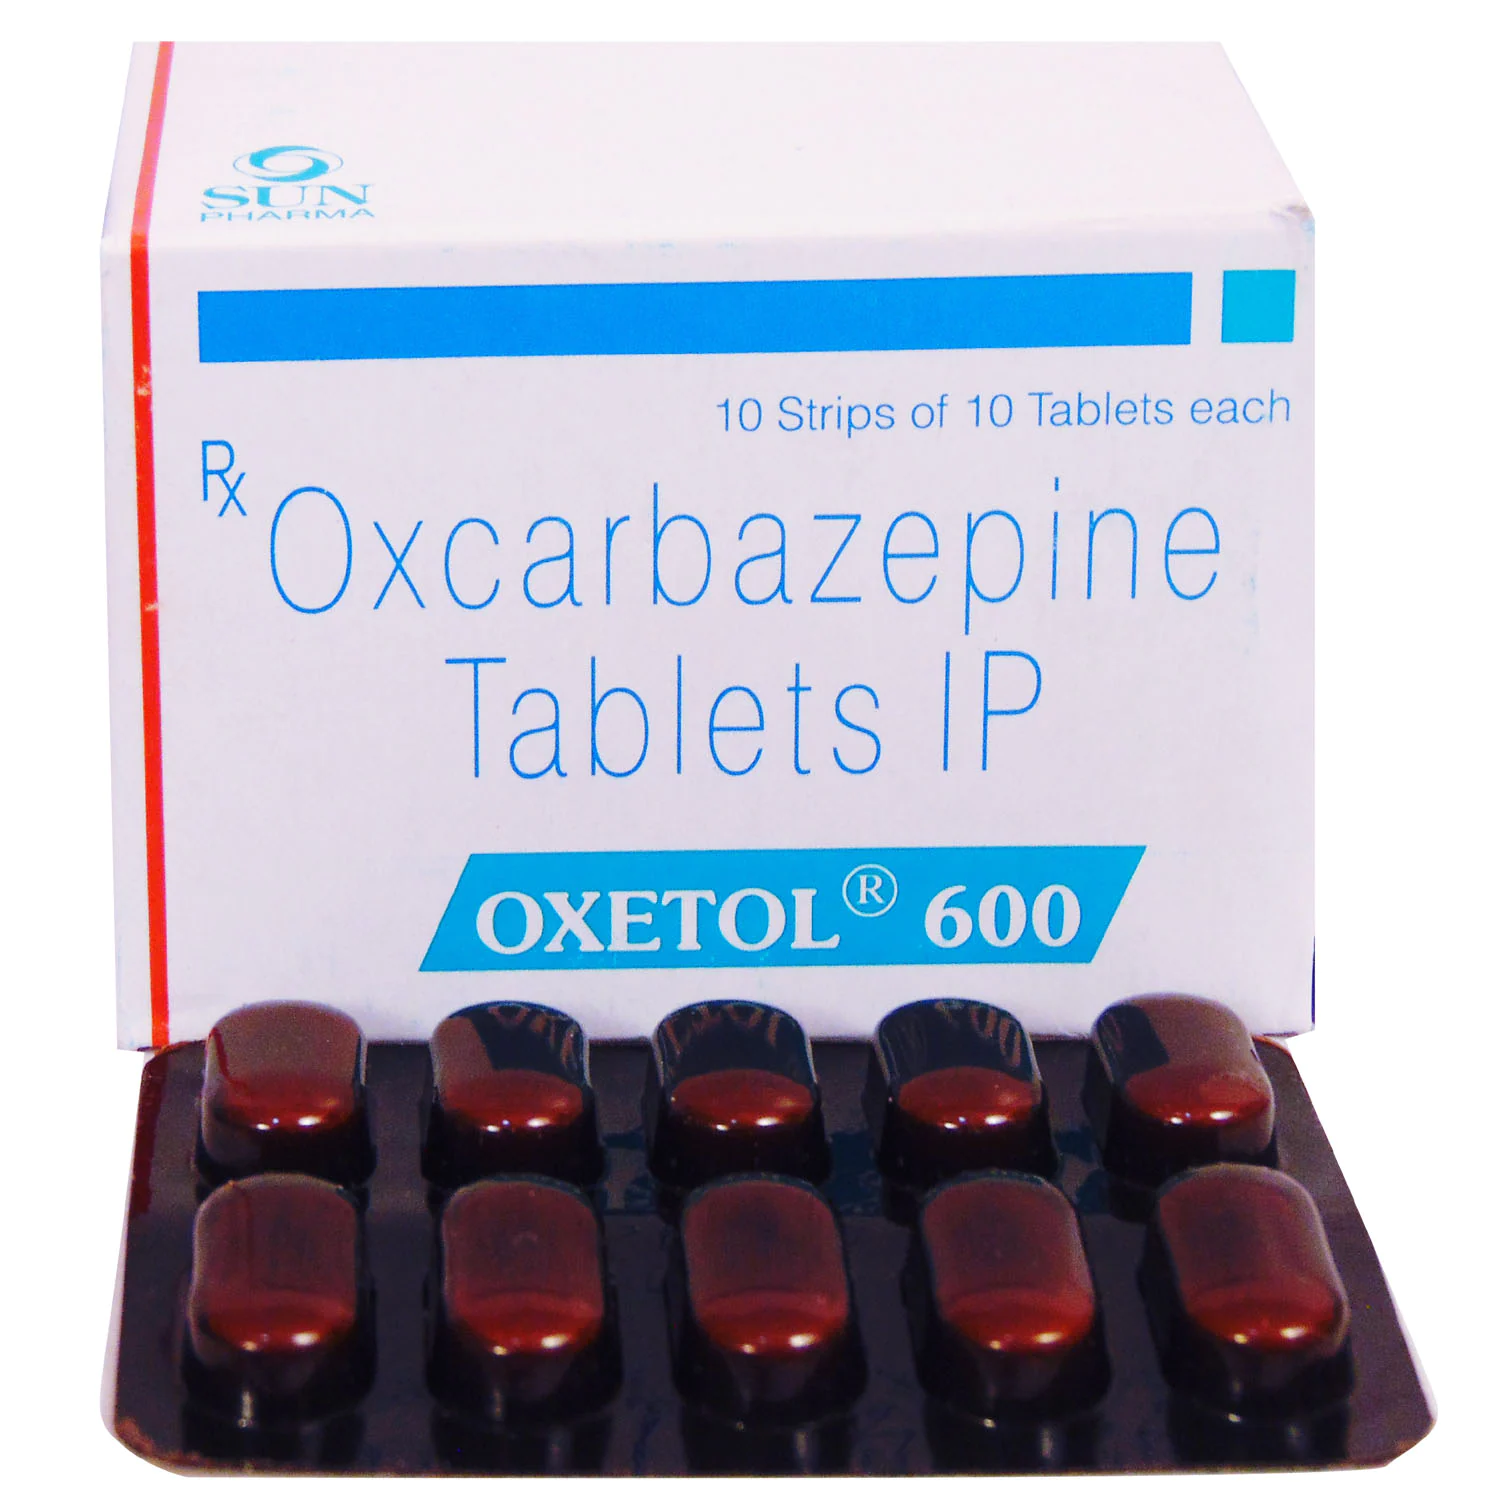 SUN
PHARMA
10 Strips of 10 Tablets each
Rx
Oxcarbazepine
Tablets IP
OXETOL® 600